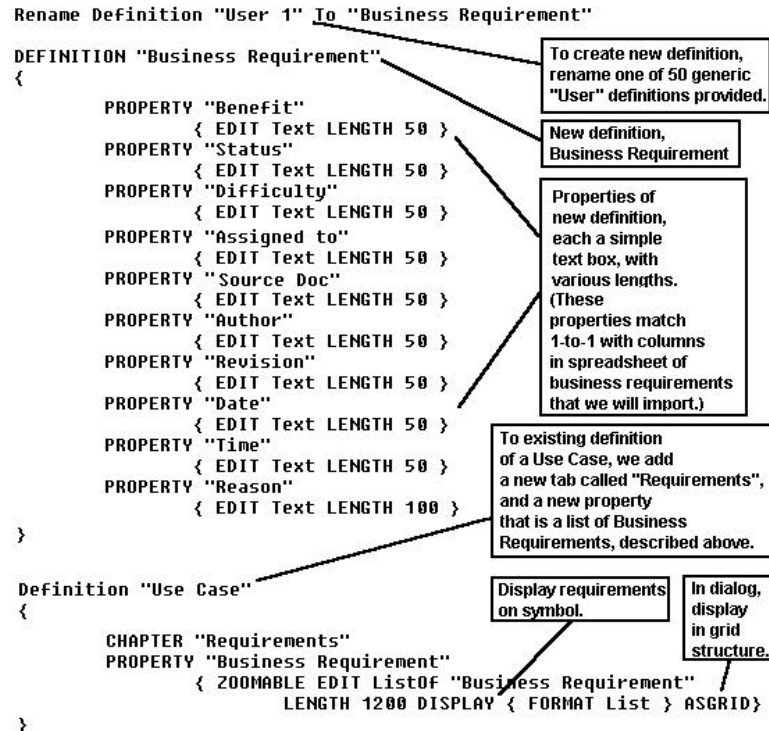 Rename Definition "User 1" To "Business Requirement"
DEFINITION "Business Requirement"
{
PROPERTY "Benefit"
{ EDIT Text LENGTH 50 }
PROPERTY "Status"
{ EDIT Text LENGTH 50 }
PROPERTY "Difficulty"
{ EDIT Text LENGTH 50 }
PROPERTY "Assigned to"
{ EDIT Text LENGTH 50 }
PROPERTY "Source Doc"
{ EDIT Text LENGTH 50 }
PROPERTY "Author"
{ EDIT Text LENGTH 50 }
PROPERTY "Revision"
{ EDIT Text LENGTH 50 }
PROPERTY "Date"
{ EDIT Text LENGTH 50 }
PROPERTY "Time"
{ EDIT Text LENGTH 50 }
PROPERTY "Reason"
{ EDIT Text LENGTH 100 }
}
Definition "Use Case"
{
CHAPTER "Requirements"
PROPERTY "Business Requirement"
{ ZOOMABLE EDIT ListOf "Business Requirement"
LENGTH 1200 DISPLAY { FORMAT List } ASGRID}
}
To create new definition,
rename one of 50 generic
"User" definitions provided.
New definition,
Business Requirement
Properties of
new definition,
each a simple
text box, with
various lengths.
(These
properties match
1-to-1 with columns
in spreadsheet of
business requirements
that we will import.)
To existing definition
of a Use Case, we add
a new tab called "Requirements",
and a new property
that is a list of Business
Requirements, described above.
Display requirements
on symbol.
In dialog,
display
in grid
structure.